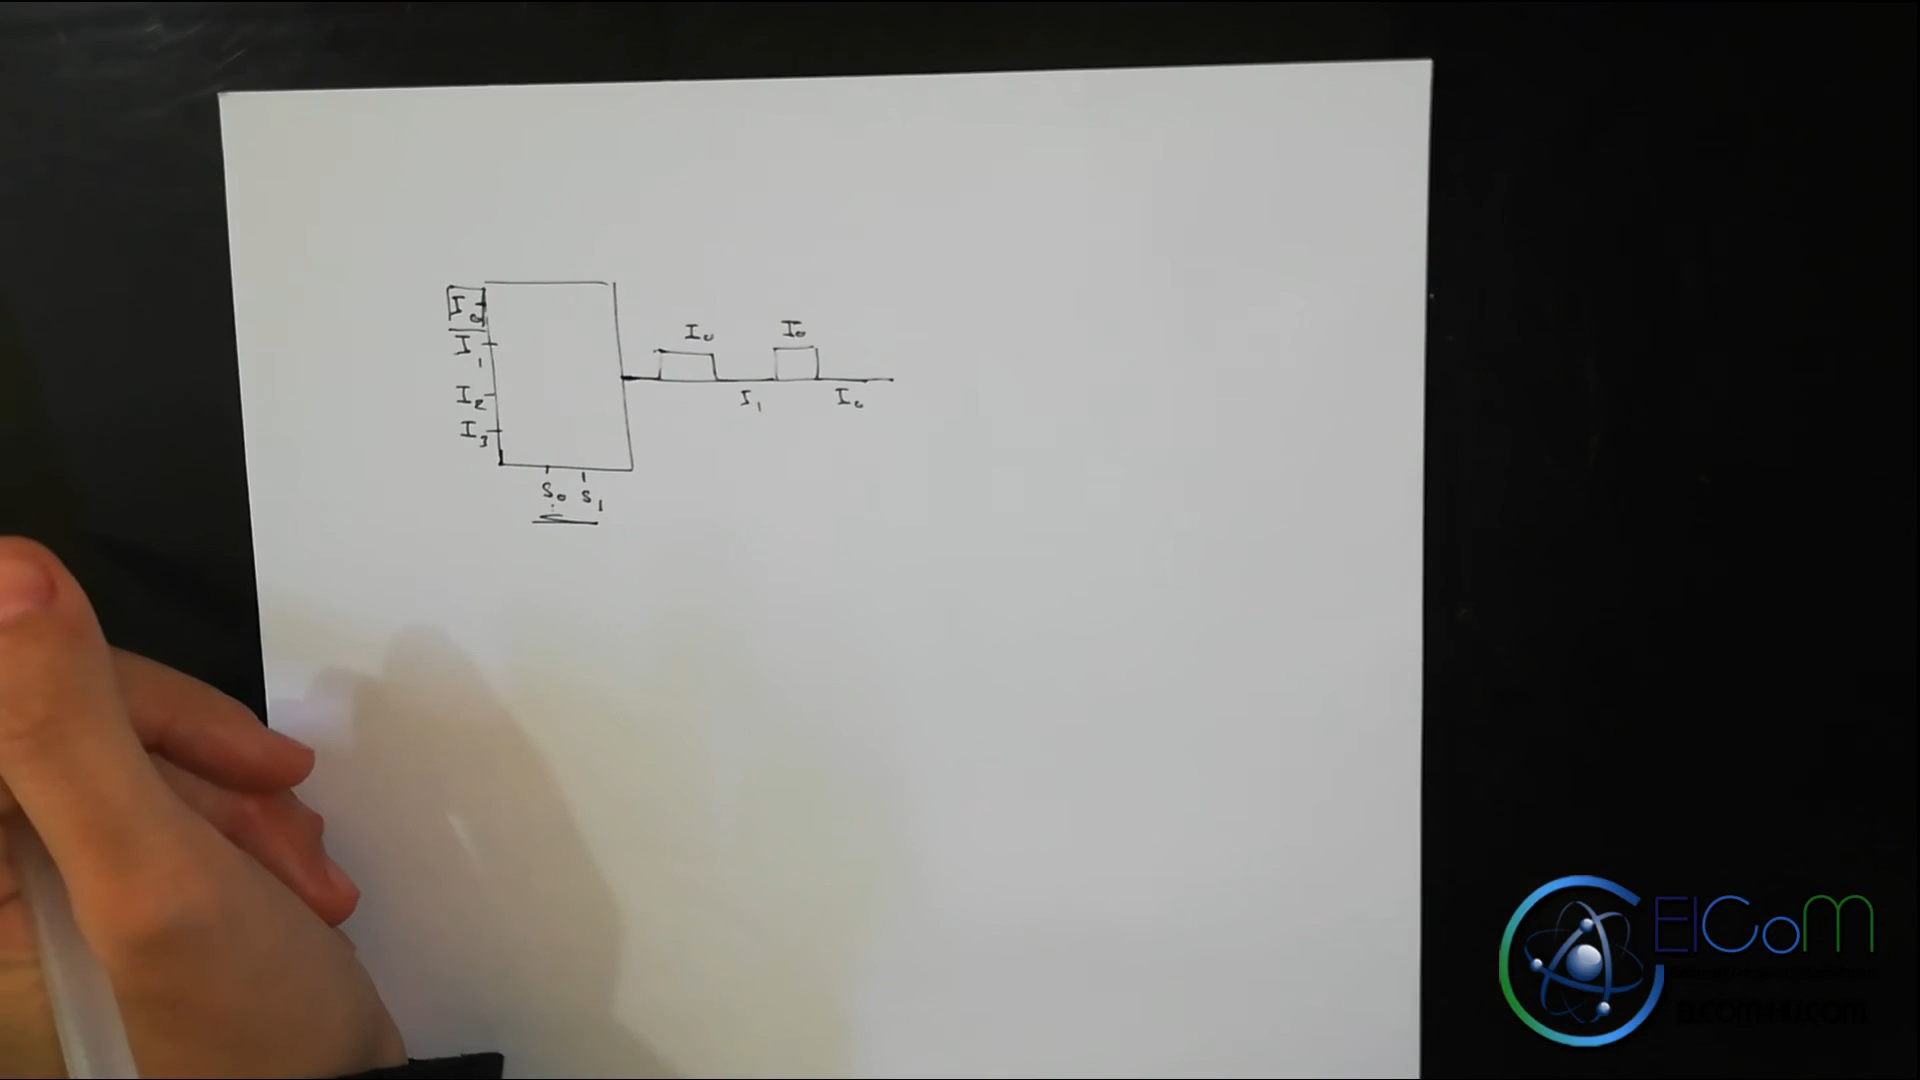 I₀
I₁
I₂
I₃
S₀ S₁
I₀ I₀
I₁ I₀
ElCoM